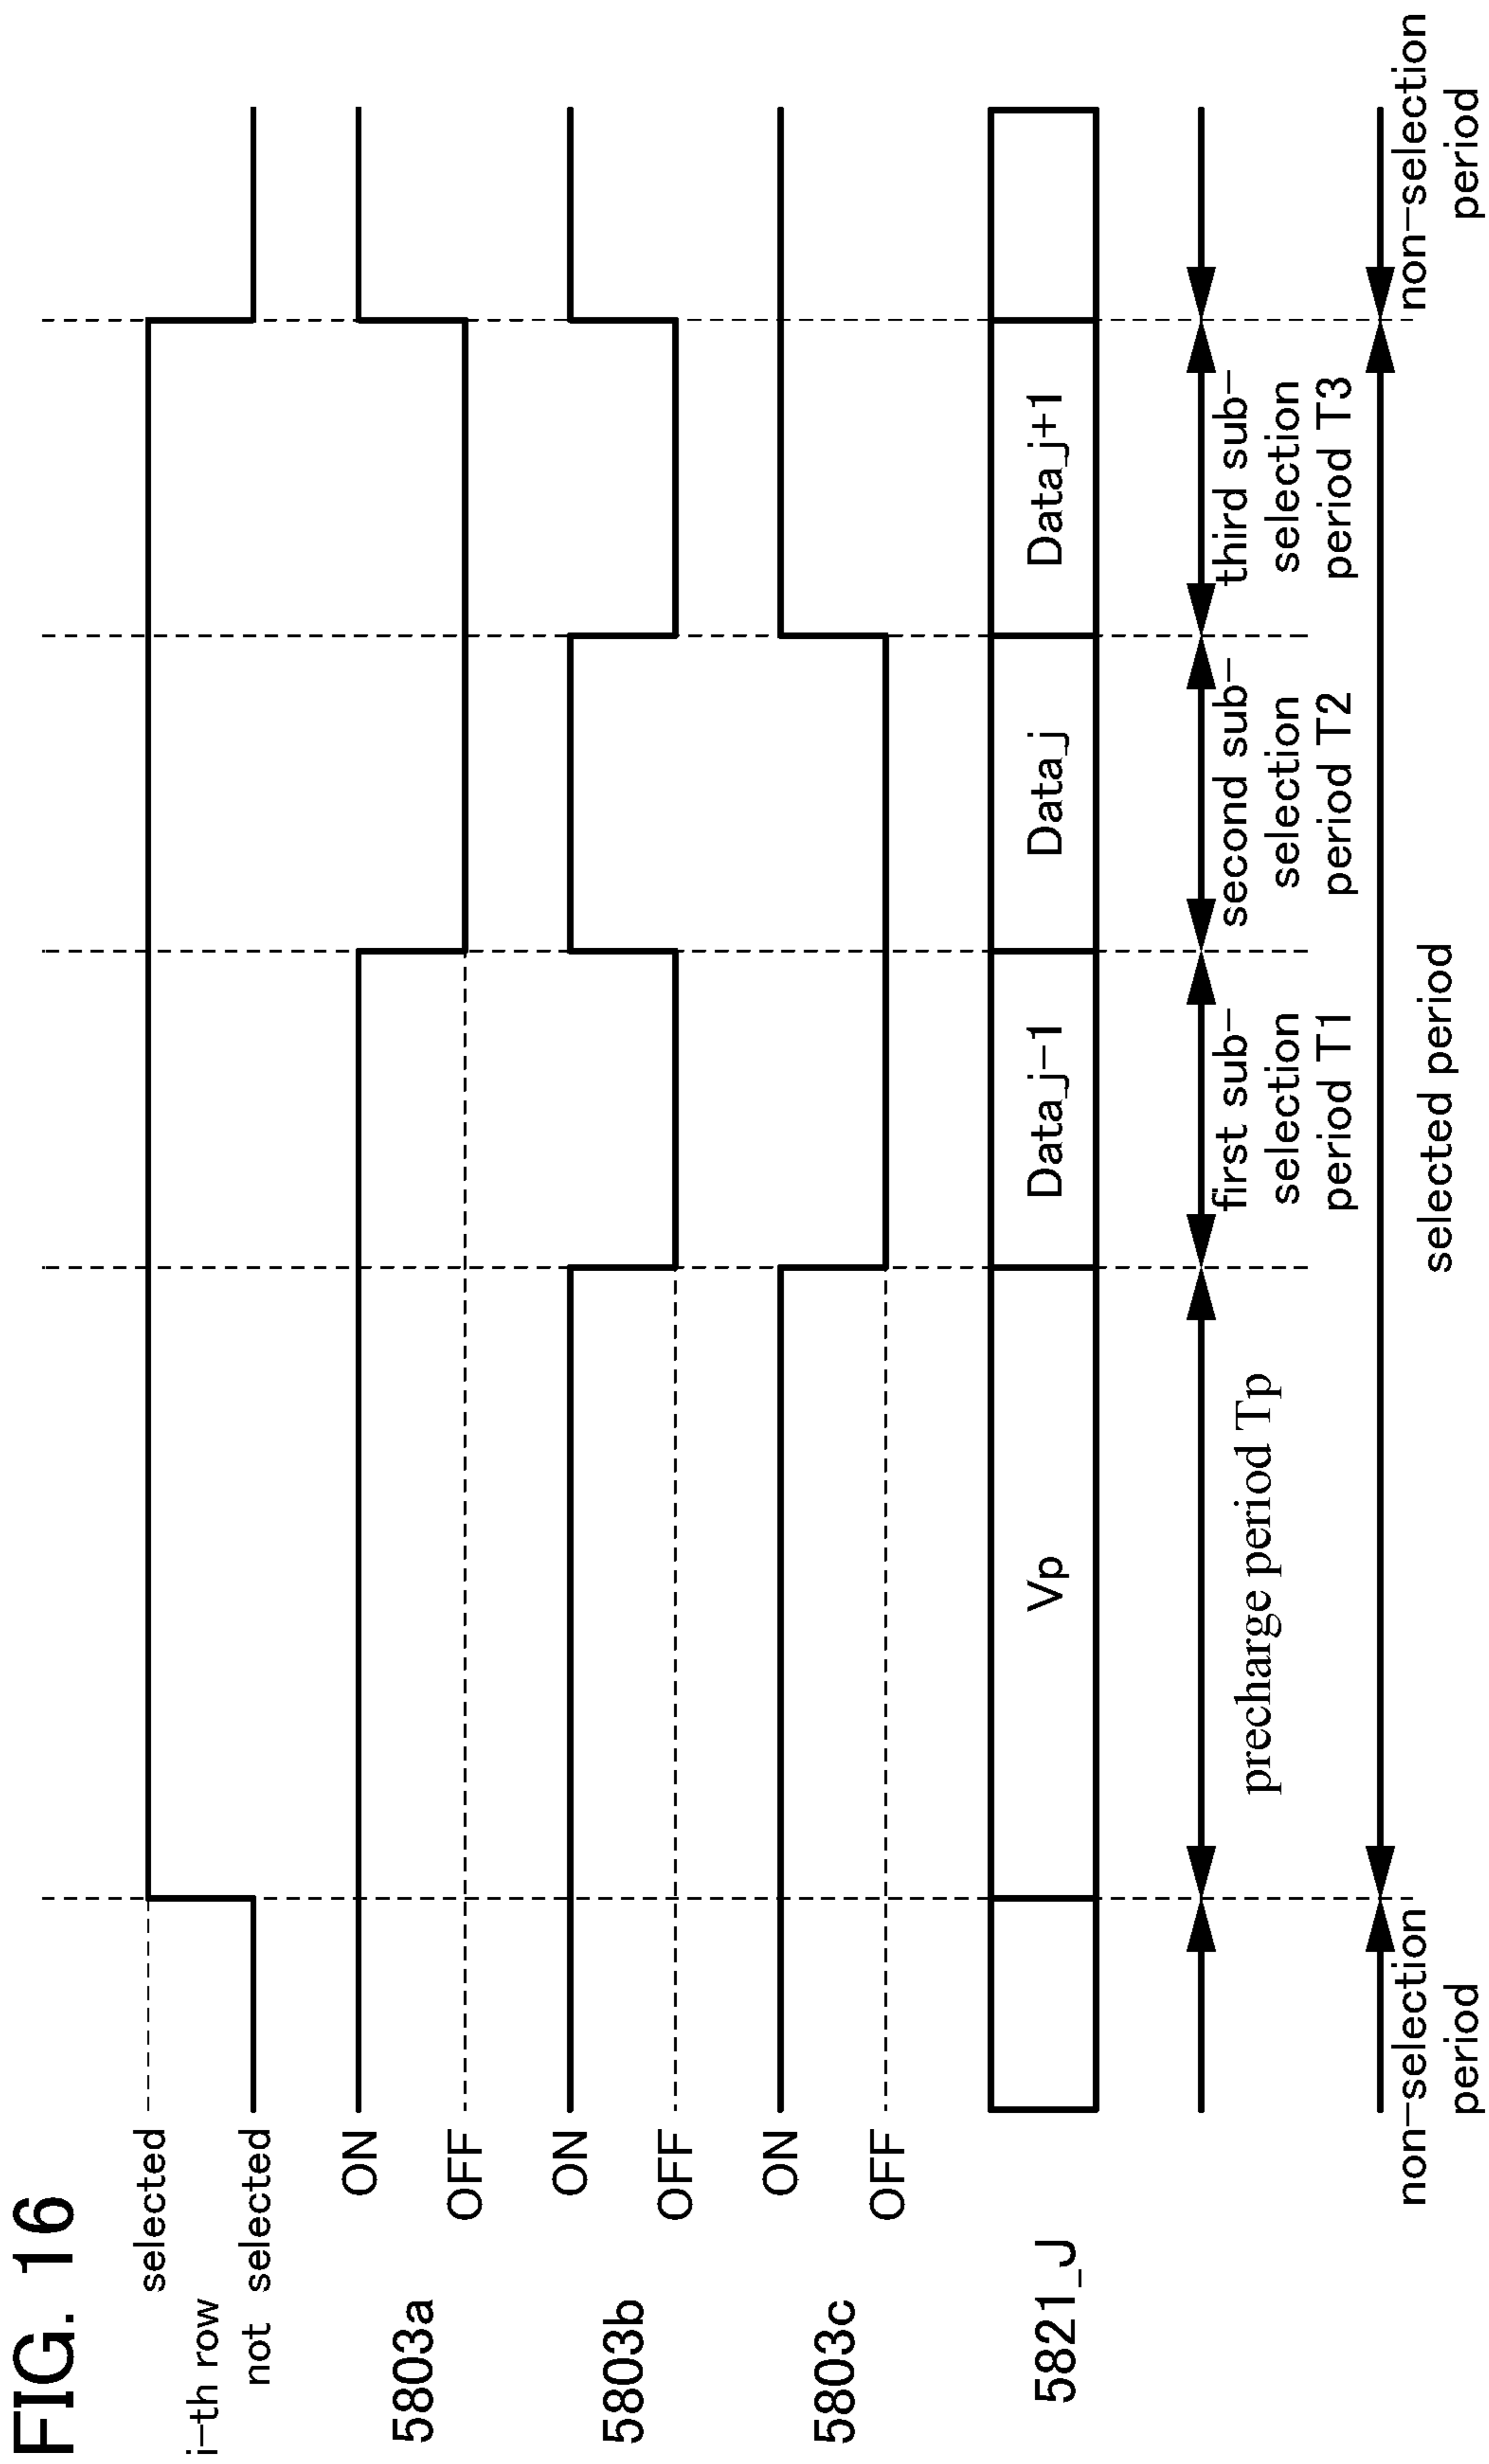 FIG. 16
selected
i-th row
not selected
ON
5803a
OFF
ON
5803b
OFF
ON
5803c
OFF
5821_J
Vp
Data_j-1
Data_j
Data_j+1
precharge period Tp
first sub-
selection
period T1
second sub-
selection
period T2
third sub-
selection
period T3
non-selection
period
selected period
non-selection
period